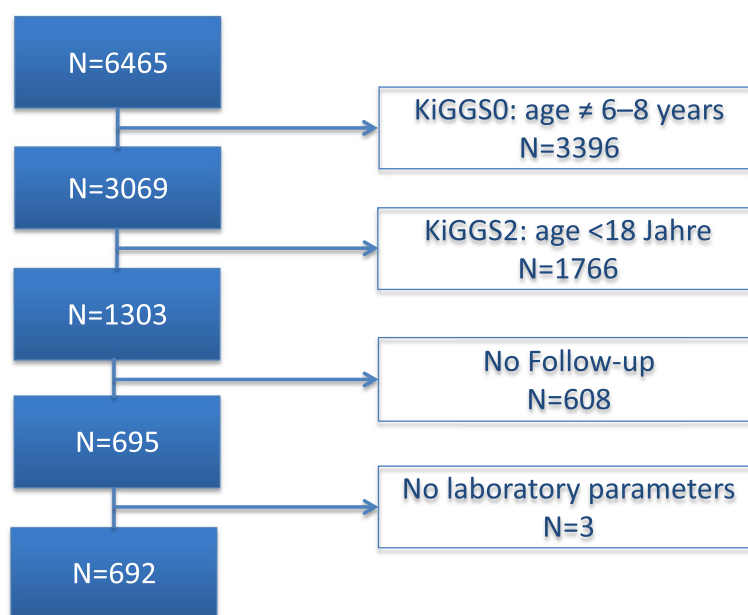 N=6465
KiGGS0: age ≠ 6–8 years
N=3396
N=3069
KiGGS2: age <18 Jahre
N=1766
N=1303
No Follow-up
N=608
N=695
No laboratory parameters
N=3
N=692